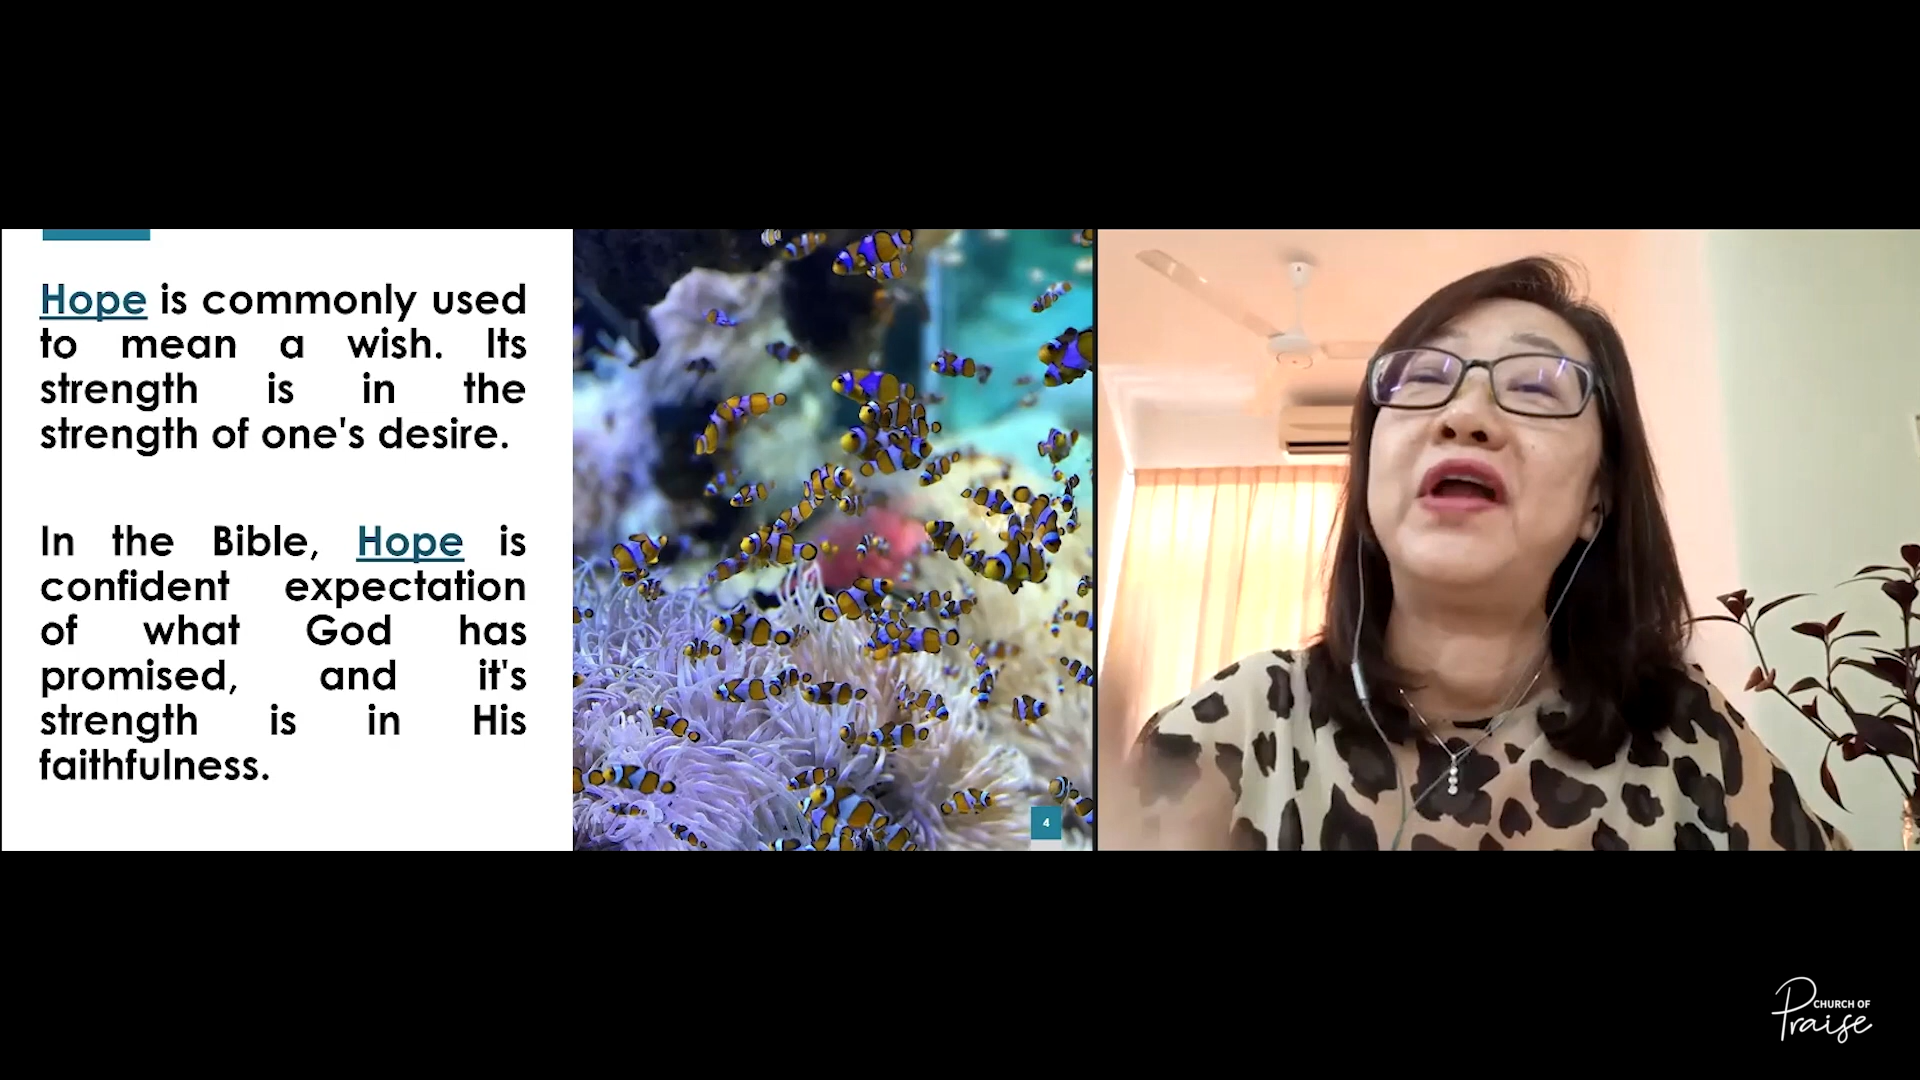 Hope is commonly used
to mean a wish. Its
strength is in the
strength of one's desire.
In the Bible, Hope is
confident expectation
of what God has
promised, and it's
strength is in His
faithfulness.
4
CHURCH OF
Praise